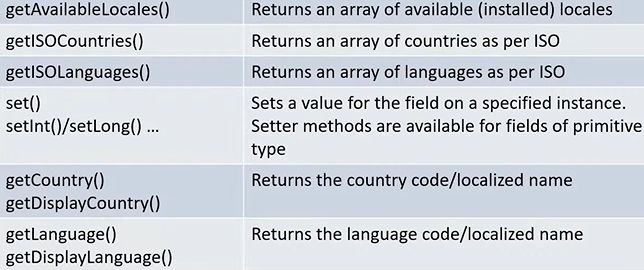 getAvailableLocales() Returns an array of available (installed) locales
getISOCountries() Returns an array of countries as per ISO
getISOLanguages() Returns an array of languages as per ISO
set() Sets a value for the field on a specified instance.
setInt()/setLong() … Setter methods are available for fields of primitive
type
getCountry() Returns the country code/localized name
getDisplayCountry()
getLanguage() Returns the language code/localized name
getDisplayLanguage()